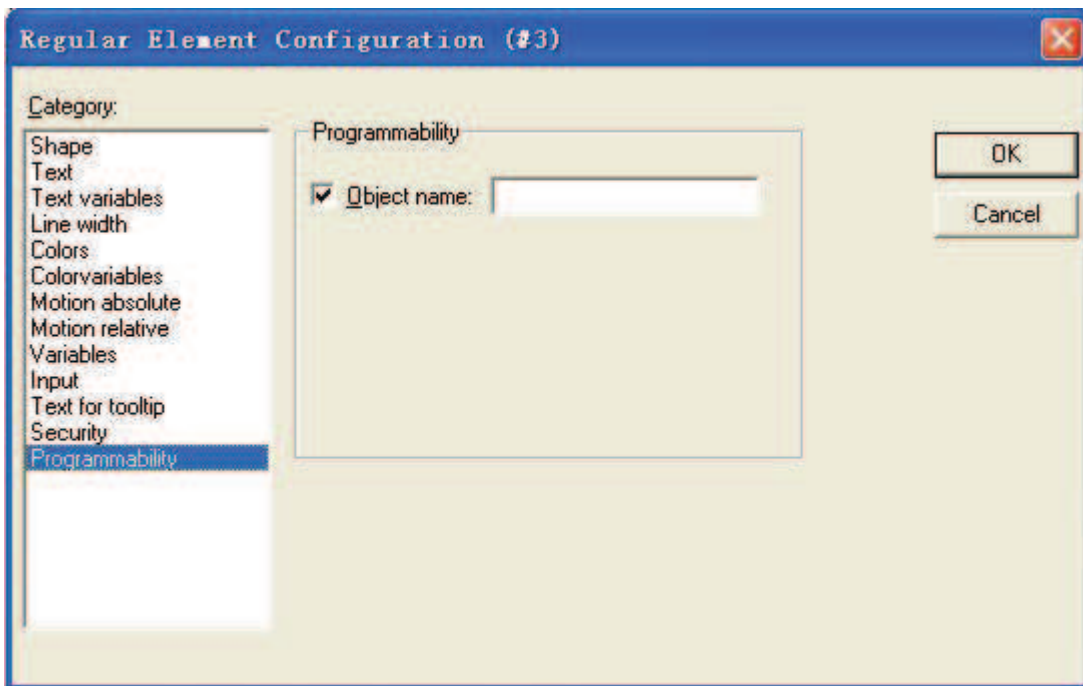 Regular Element Configuration (#3)
Category:
Shape
Text
Text variables
Line width
Colors
Colorvariables
Motion absolute
Motion relative
Variables
Input
Text for tooltip
Security
Programmability
Programmability
Object name:
OK
Cancel